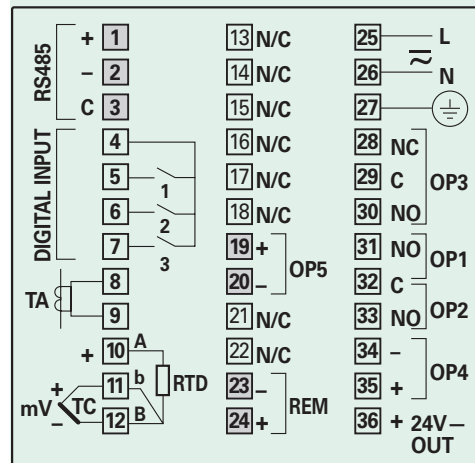 RS485
+ 1
– 2
C 3
DIGITAL INPUT
4
5
1
6
2
7
3
TA
8
9
+ 10 A
11 b
RTD
12 B
+
mV TC
–
13 N/C
14 N/C
15 N/C
16 N/C
17 N/C
18 N/C
19 +
20 –
OP5
21 N/C
22 N/C
23 –
24 +
REM
25 L
26 N
27
28 NC
29 C
30 NO
OP3
31 NO
OP1
32 C
33 NO
OP2
34 –
35 +
OP4
36 + 24V
OUT